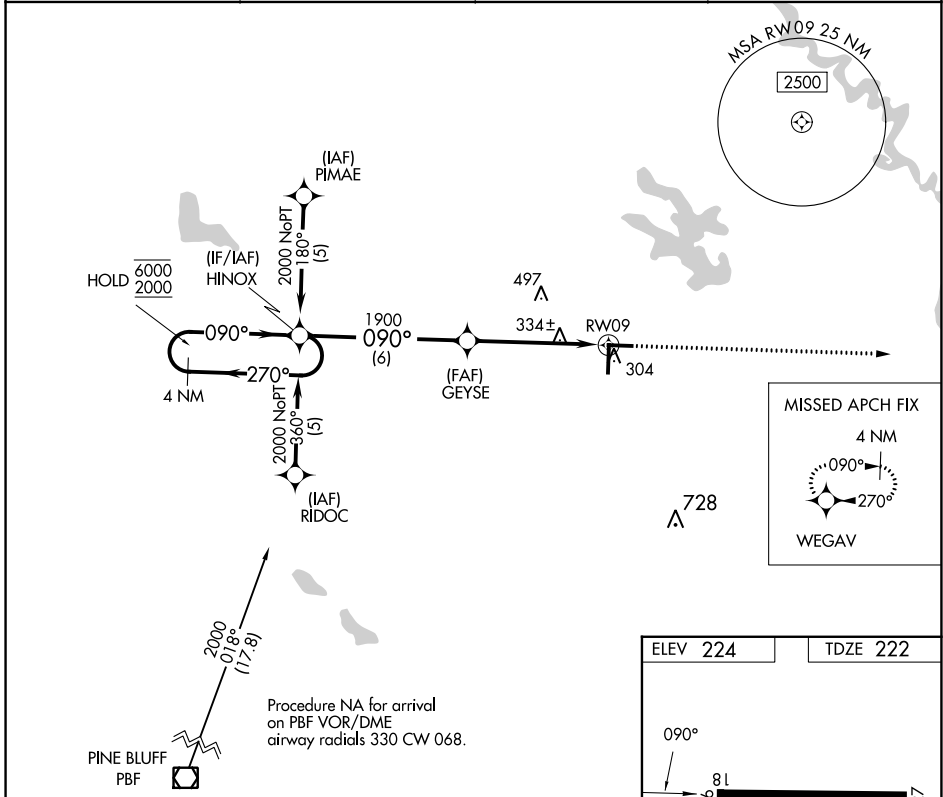 MSA RW09 25 NM
2500
(IAF)
PIMAE
2000 NoPT
180°
(5)
(IF/IAF)
HINOX
HOLD 6000
2000
090°
270°
4 NM
1900
090°
(6)
497
334±
RW09
304
(FAF)
GEYSE
2000 NoPT
360°
(5)
(IAF)
RIDOC
MISSED APCH FIX
4 NM
090°
270°
WEGAV
728
2000
018°
(17.8)
Procedure NA for arrival
on PBF VOR/DME
airway radials 330 CW 068.
PINE BLUFF
PBF
ELEV 224
TDZE 222
090°
18